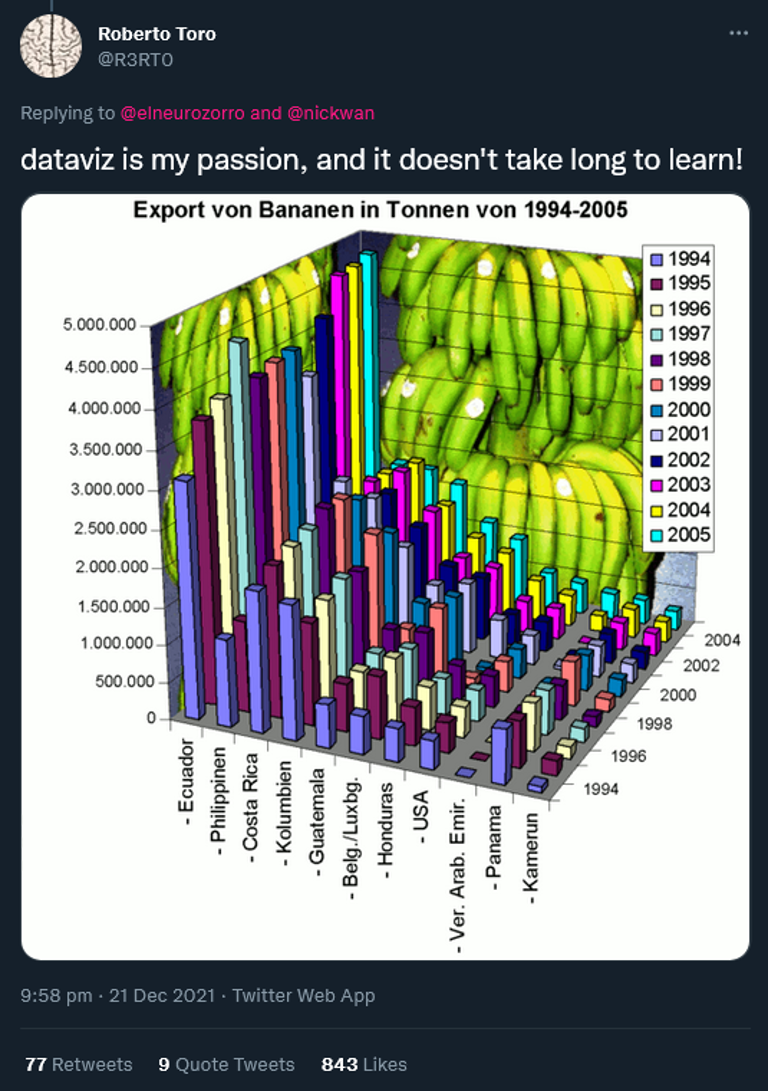 Roberto Toro
@R3RT0
Replying to @elneurozorro and @nickwan
dataviz is my passion, and it doesn't take long to learn!
Export von Bananen in Tonnen von 1994-2005
5.000.000
4.500.000
4.000.000
3.500.000
3.000.000
2.500.000
2.000.000
1.500.000
1.000.000
500.000
0
1994
1995
1996
1997
1998
1999
2000
2001
2002
2003
2004
2005
2004
2002
2000
1998
1996
1994
- Ecuador
- Philippinen
- Costa Rica
- Kolumbien
- Guatemala
- Belg./Luxbg.
- Honduras
- USA
- Ver. Arab. Emir.
- Panama
- Kamerun
9:58 pm · 21 Dec 2021 · Twitter Web App
77 Retweets 9 Quote Tweets 843 Likes